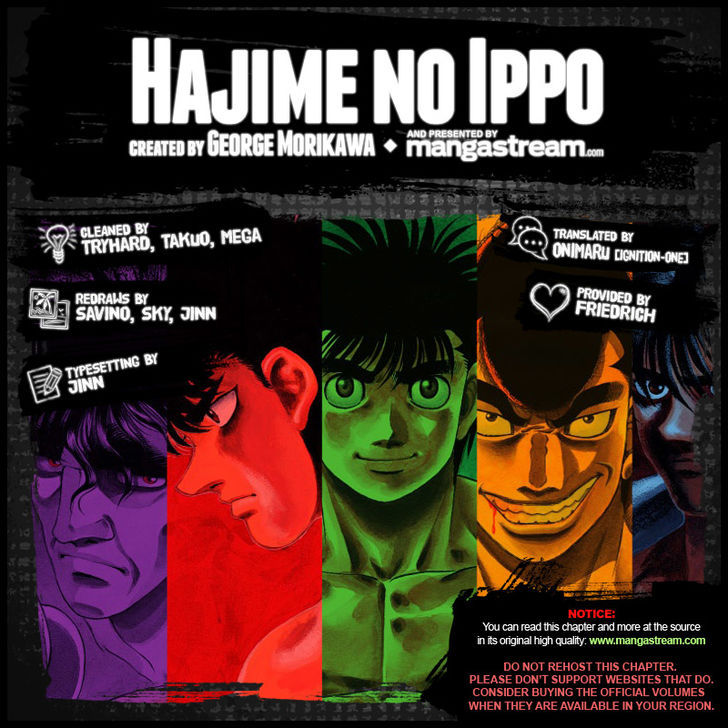 HAJIME NO IPPO
CREATED BY GEORGE MORIKAWA ◆ AND PRESENTED BY mangastream.com
CLEANED BY
TRYHARD, TAKUO, MEGA
REDRAWS BY
SAVINO, SKY, JINN
TYPESETTING BY
JINN
TRANSLATED BY
ONIMARU [IGNITION-ONE]
PROVIDED BY
FRIEDRICH
NOTICE:
You can read this chapter and more at the source
in its original high quality: www.mangastream.com
DO NOT REHOST THIS CHAPTER.
PLEASE DON'T SUPPORT WEBSITES THAT DO.
CONSIDER BUYING THE OFFICIAL VOLUMES
WHEN THEY ARE AVAILABLE IN YOUR REGION.